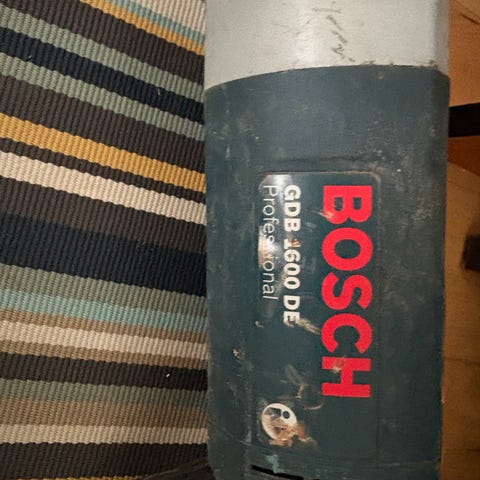 BOSCH
GDB 1600 DE
Professional